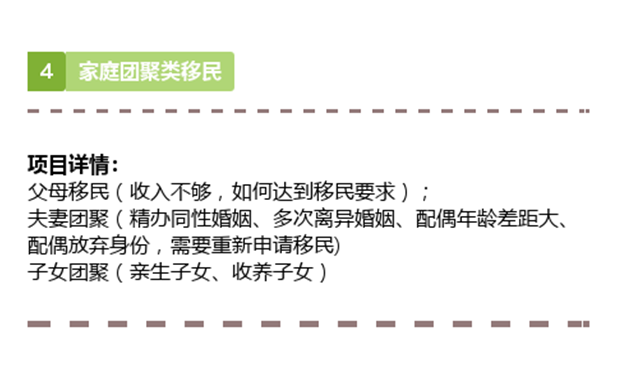 4 家庭团聚类移民
项目详情：
父母移民（收入不够，如何达到移民要求）；
夫妻团聚（精办同性婚姻、多次离异婚姻、配偶年龄差距大、
配偶放弃身份，需要重新申请移民)
子女团聚（亲生子女、收养子女）